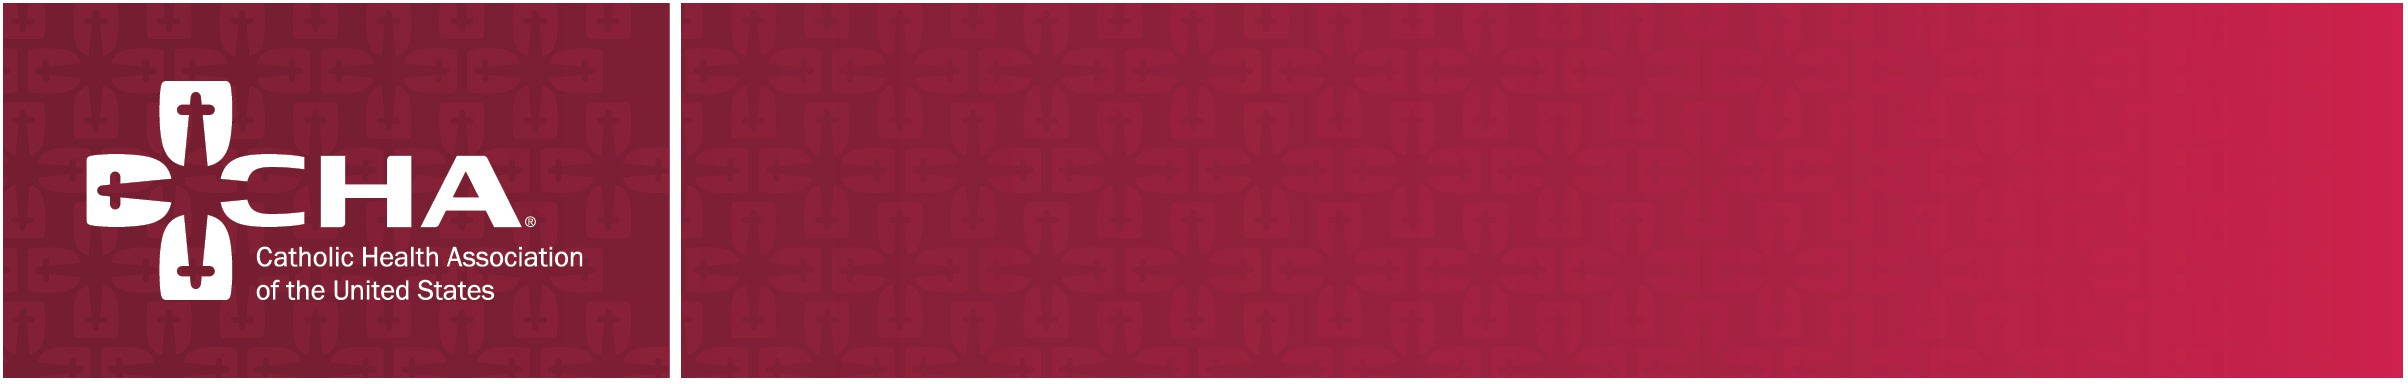 CHA®
Catholic Health Association
of the United States